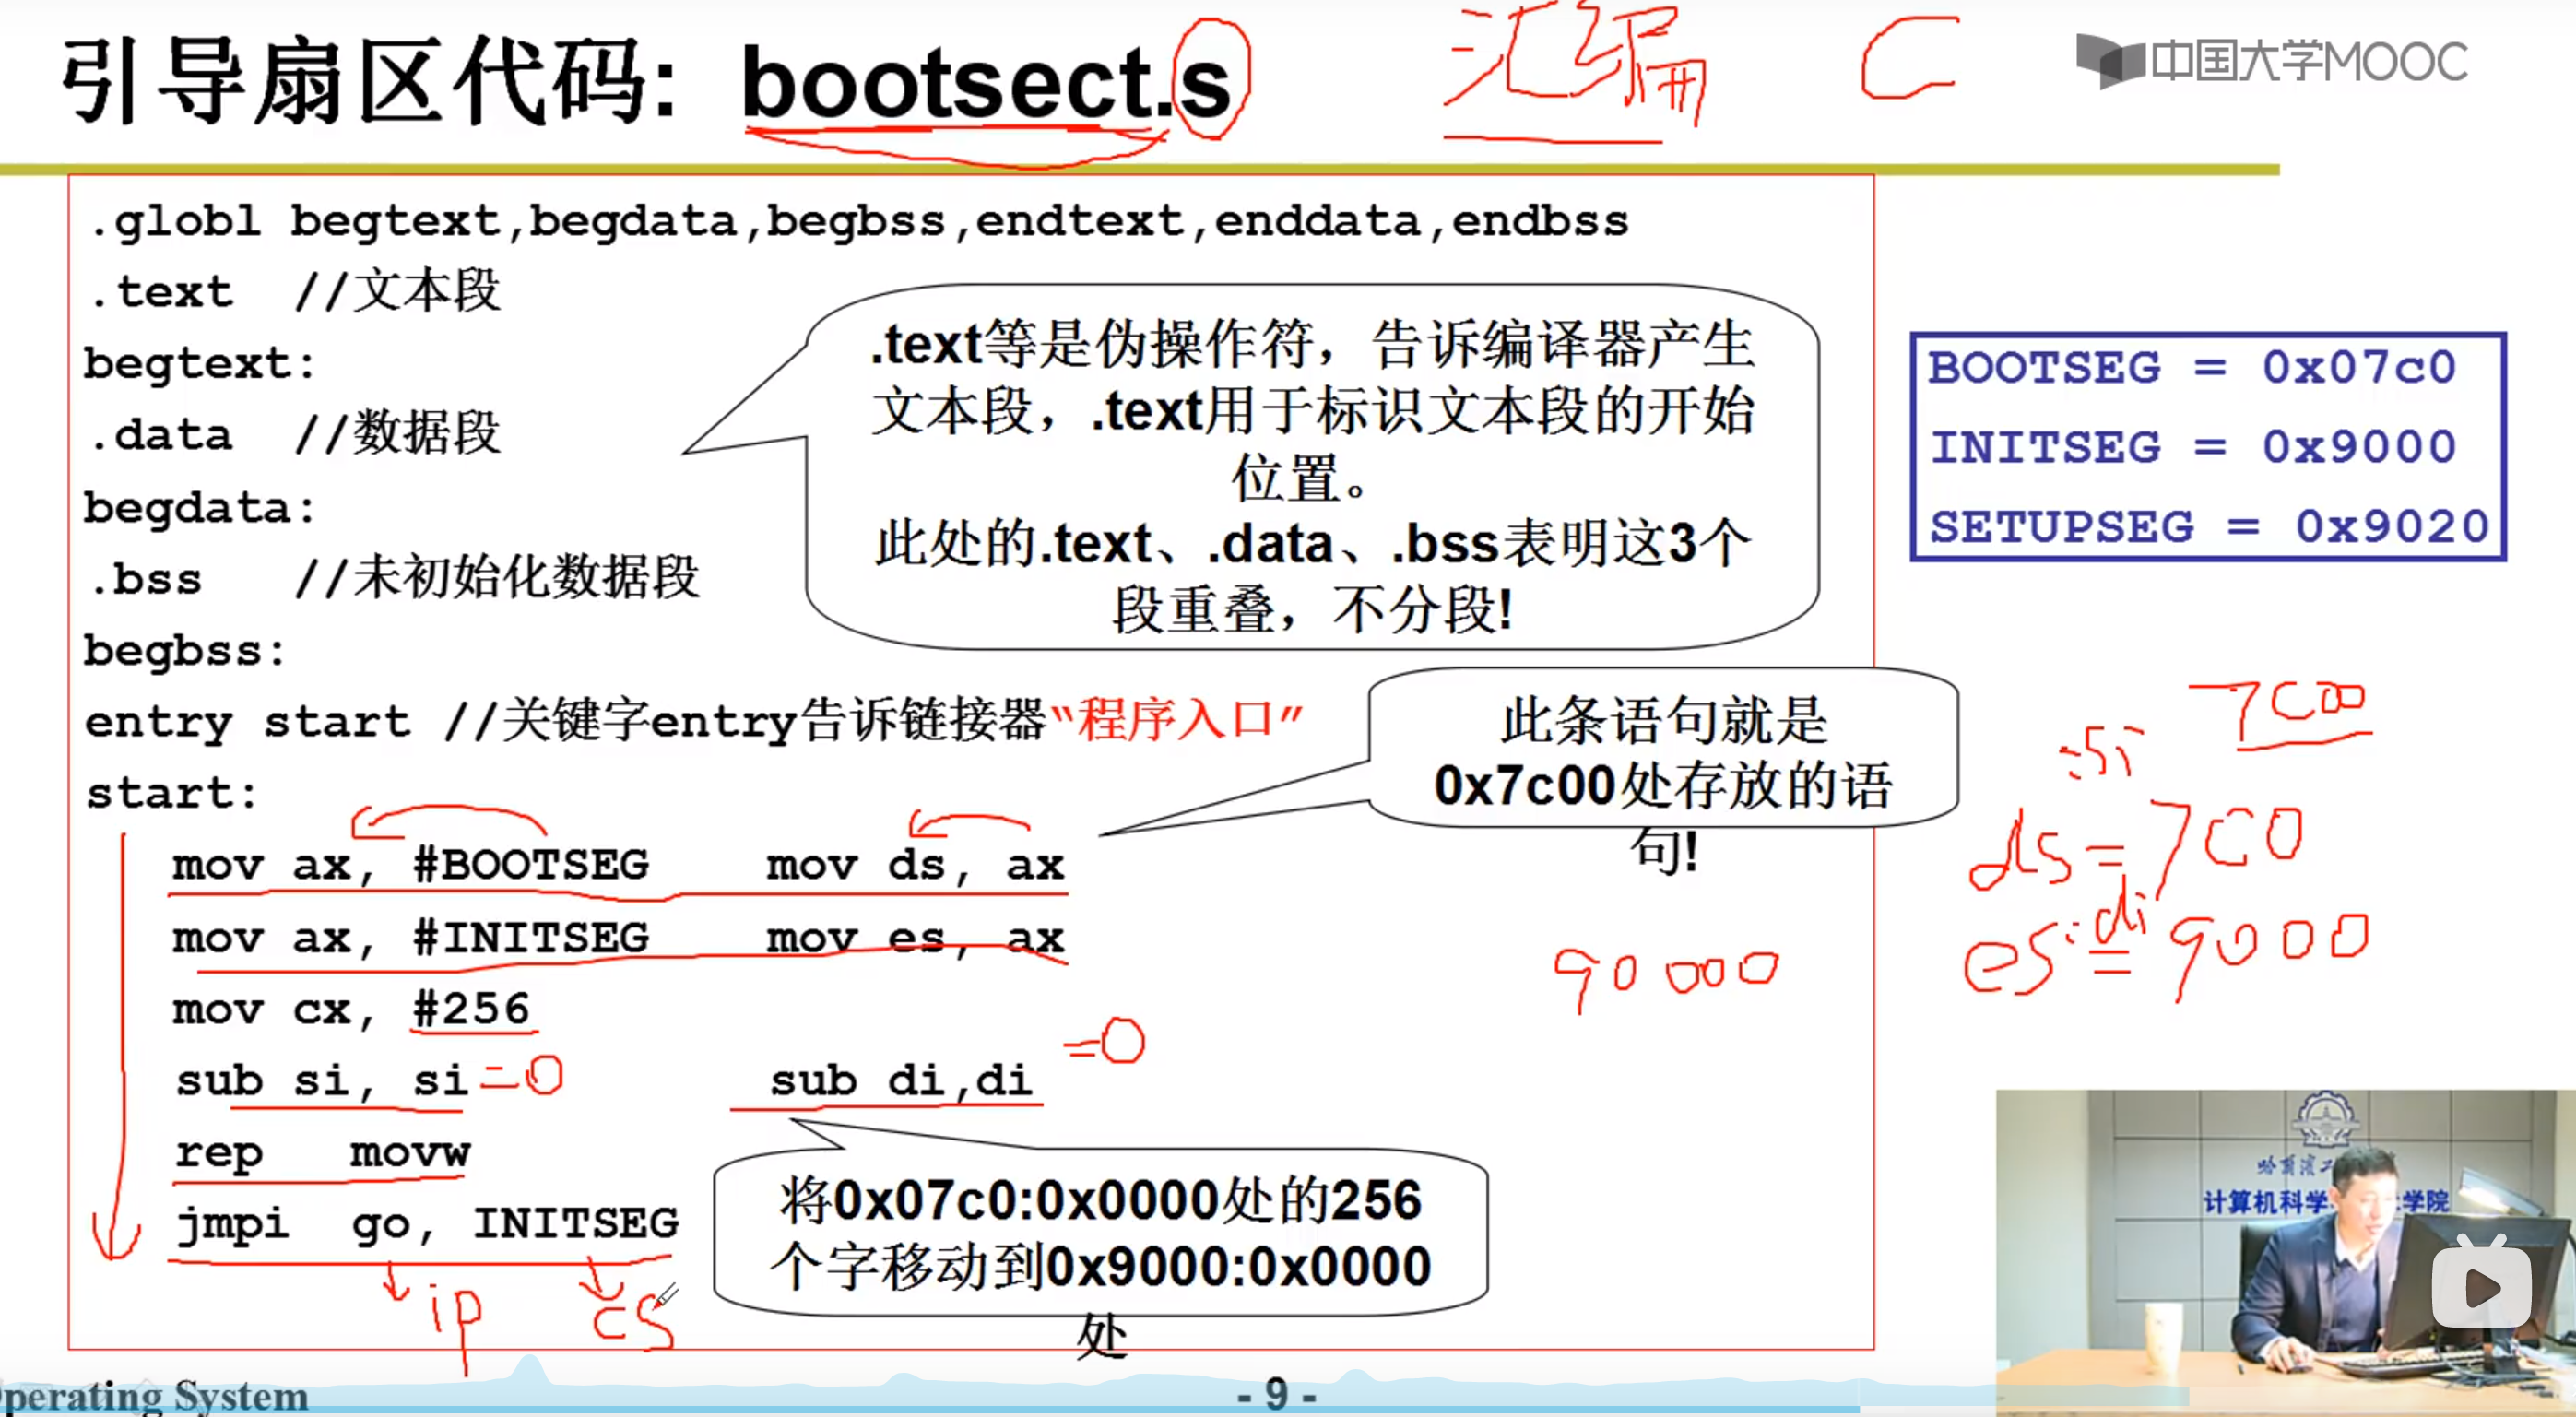 引导扇区代码: bootsect.s
汇编 C
中国大学MOOC
.globl begtext,begdata,begbss,endtext,enddata,endbss
.text //文本段
begtext:
.data //数据段
begdata:
.bss //未初始化数据段
begbss:
entry start //关键字entry告诉链接器“程序入口”
start:
mov ax, #BOOTSEG mov ds, ax
mov ax, #INITSEG mov es, ax
mov cx, #256
sub si, si =0 sub di,di =0
rep movw
jmpi go, INITSEG
ip cs
.text等是伪操作符，告诉编译器产生
文本段，.text用于标识文本段的开始
位置。
此处的.text、.data、.bss表明这3个
段重叠，不分段!
此条语句就是
0x7c00处存放的语
句!
将0x07c0:0x0000处的256
个字移动到0x9000:0x0000
处
BOOTSEG = 0x07c0
INITSEG = 0x9000
SETUPSEG = 0x9020
7c00
:si
ds=7c0
es:di=9000
90000
计算机科学
学院
perating System
- 9 -